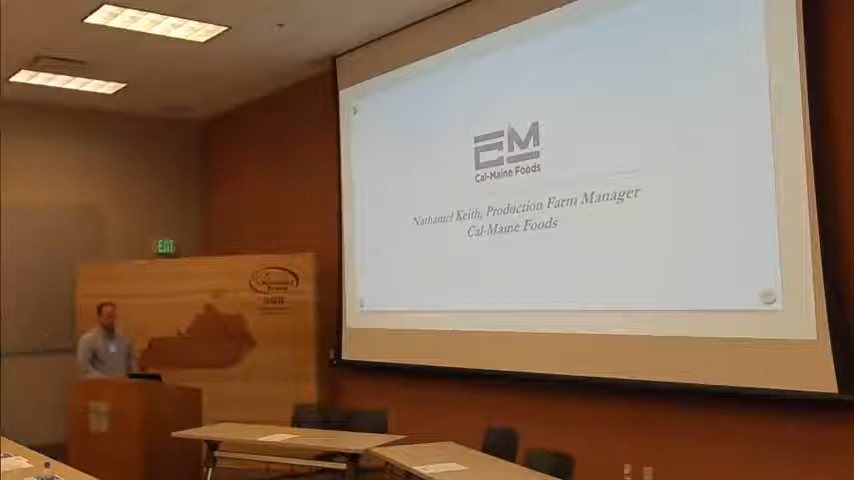 EM
Cal-Maine Foods
Nathaniel Keith, Production Farm Manager
Cal-Maine Foods
EXIT